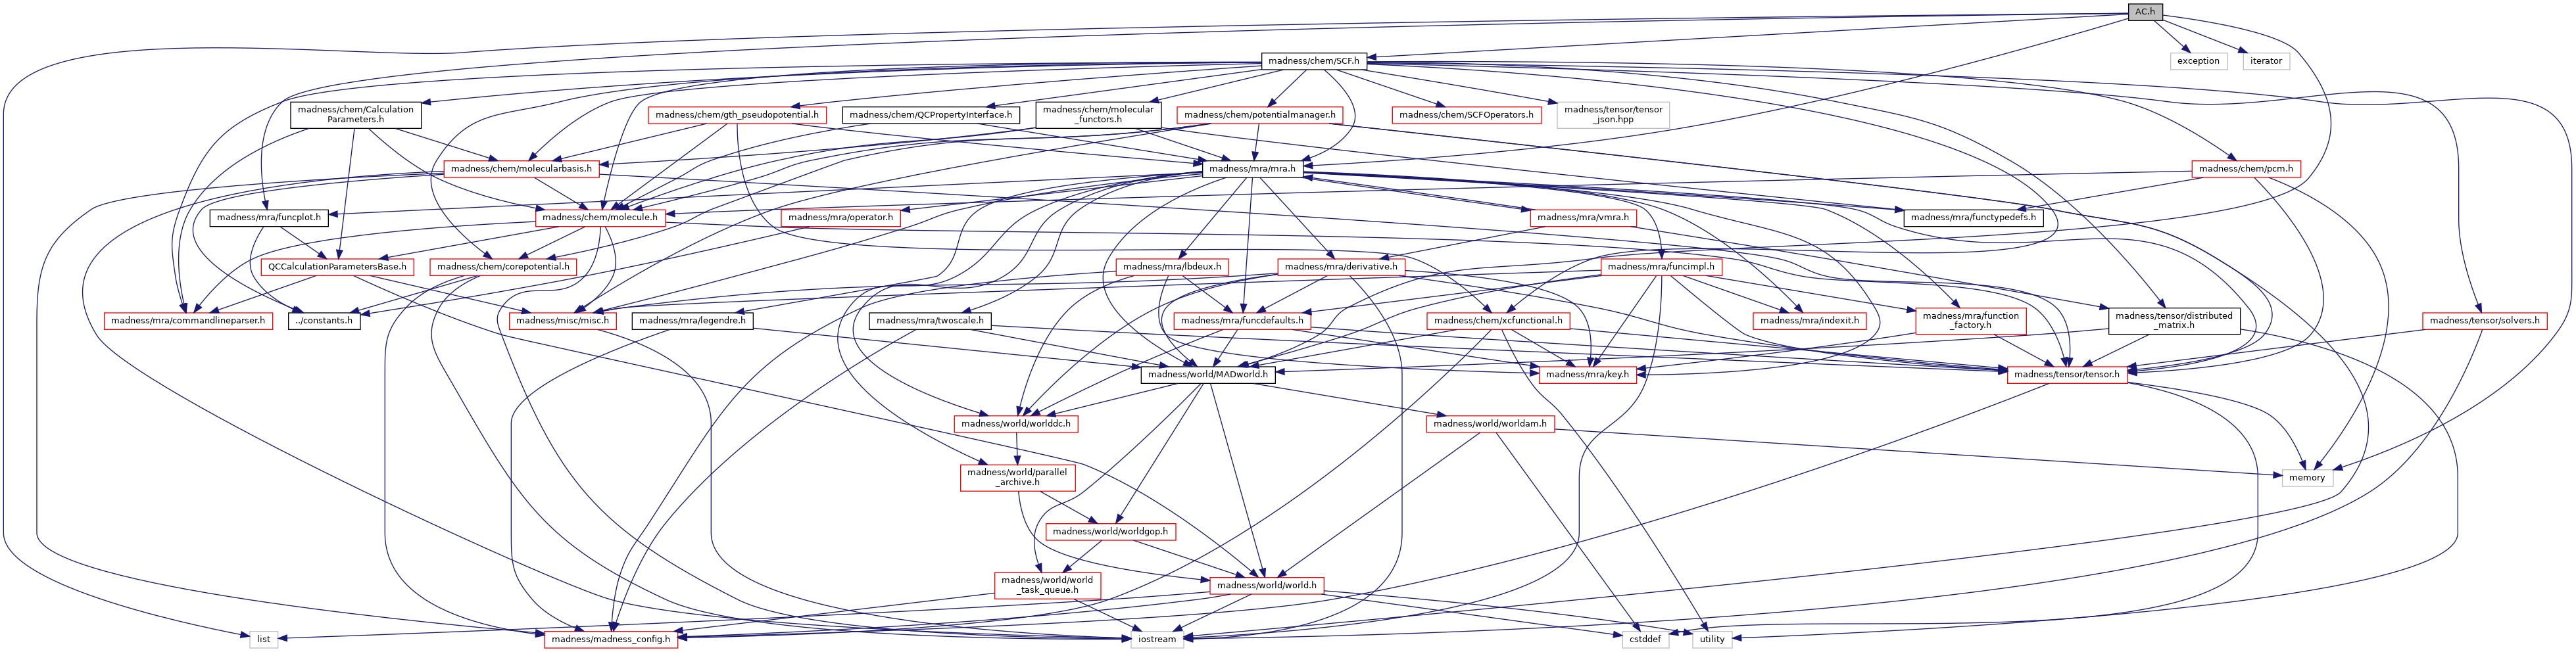 AC.h
madness/chem/SCF.h
exception
iterator
madness/chem/Calculation
Parameters.h
madness/chem/gth_pseudopotential.h
madness/chem/QCPropertyInterface.h
madness/chem/molecular
_functors.h
madness/chem/potentialmanager.h
madness/chem/SCFOperators.h
madness/tensor/tensor
_json.hpp
madness/chem/molecularbasis.h
madness/mra/mra.h
madness/chem/pcm.h
madness/mra/funcplot.h
madness/chem/molecule.h
madness/mra/operator.h
madness/mra/vmra.h
madness/mra/functypedefs.h
QCCalculationParametersBase.h
madness/chem/corepotential.h
madness/mra/lbdeux.h
madness/mra/derivative.h
madness/mra/funcimpl.h
madness/mra/commandlineparser.h
../constants.h
madness/misc/misc.h
madness/mra/legendre.h
madness/mra/twoscale.h
madness/mra/funcdefaults.h
madness/chem/xcfunctional.h
madness/mra/indexit.h
madness/mra/function
_factory.h
madness/tensor/distributed
_matrix.h
madness/tensor/solvers.h
madness/world/MADworld.h
madness/mra/key.h
madness/tensor/tensor.h
madness/world/worlddc.h
madness/world/worldam.h
madness/world/parallel
_archive.h
memory
madness/world/worldgop.h
madness/world/world
_task_queue.h
madness/world/world.h
list
madness/madness_config.h
iostream
cstddef
utility